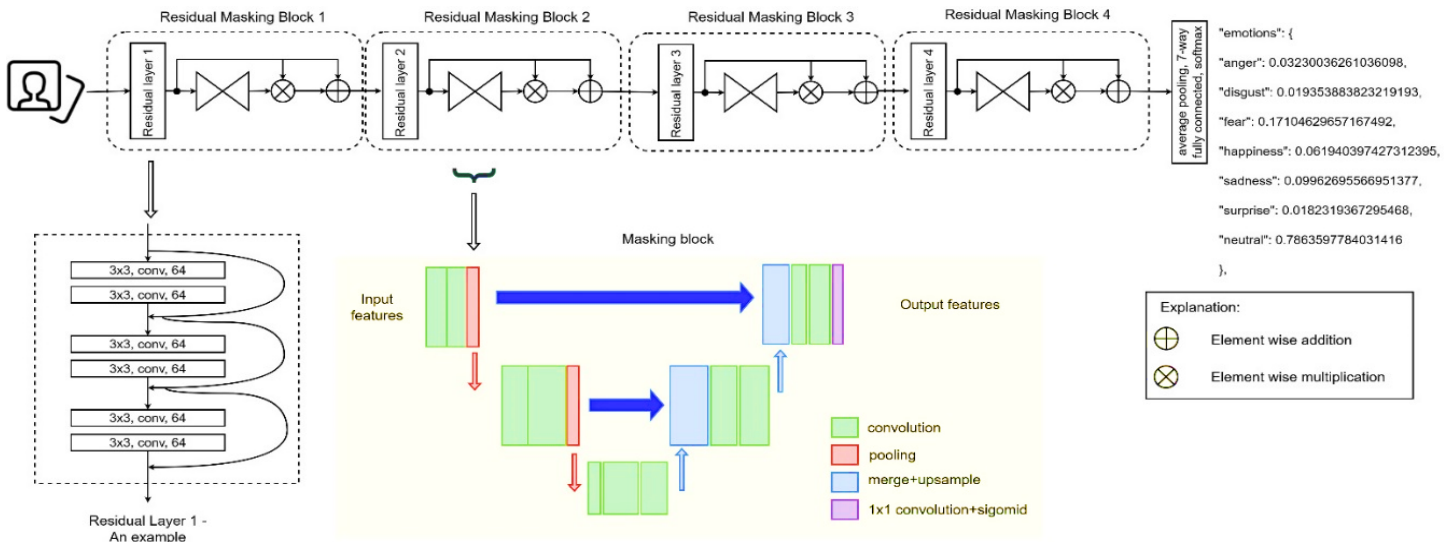 Residual Masking Block 1
Residual Masking Block 2
Residual Masking Block 3
Residual Masking Block 4
Residual layer 1
Residual layer 2
Residual layer 3
Residual layer 4
average pooling, 7-way
fully connected, softmax
"emotions": {
"anger": 0.03230036261036098,
"disgust": 0.019353883823219193,
"fear": 0.17104629657167492,
"happiness": 0.061940397427312395,
"sadness": 0.09962695566951377,
"surprise": 0.0182319367295468,
"neutral": 0.7863597784031416
},
3x3, conv, 64
3x3, conv, 64
3x3, conv, 64
3x3, conv, 64
3x3, conv, 64
3x3, conv, 64
Residual Layer 1 -
An example
Masking block
Input
features
Output features
convolution
pooling
merge+upsample
1x1 convolution+sigomid
Explanation:
Element wise addition
Element wise multiplication